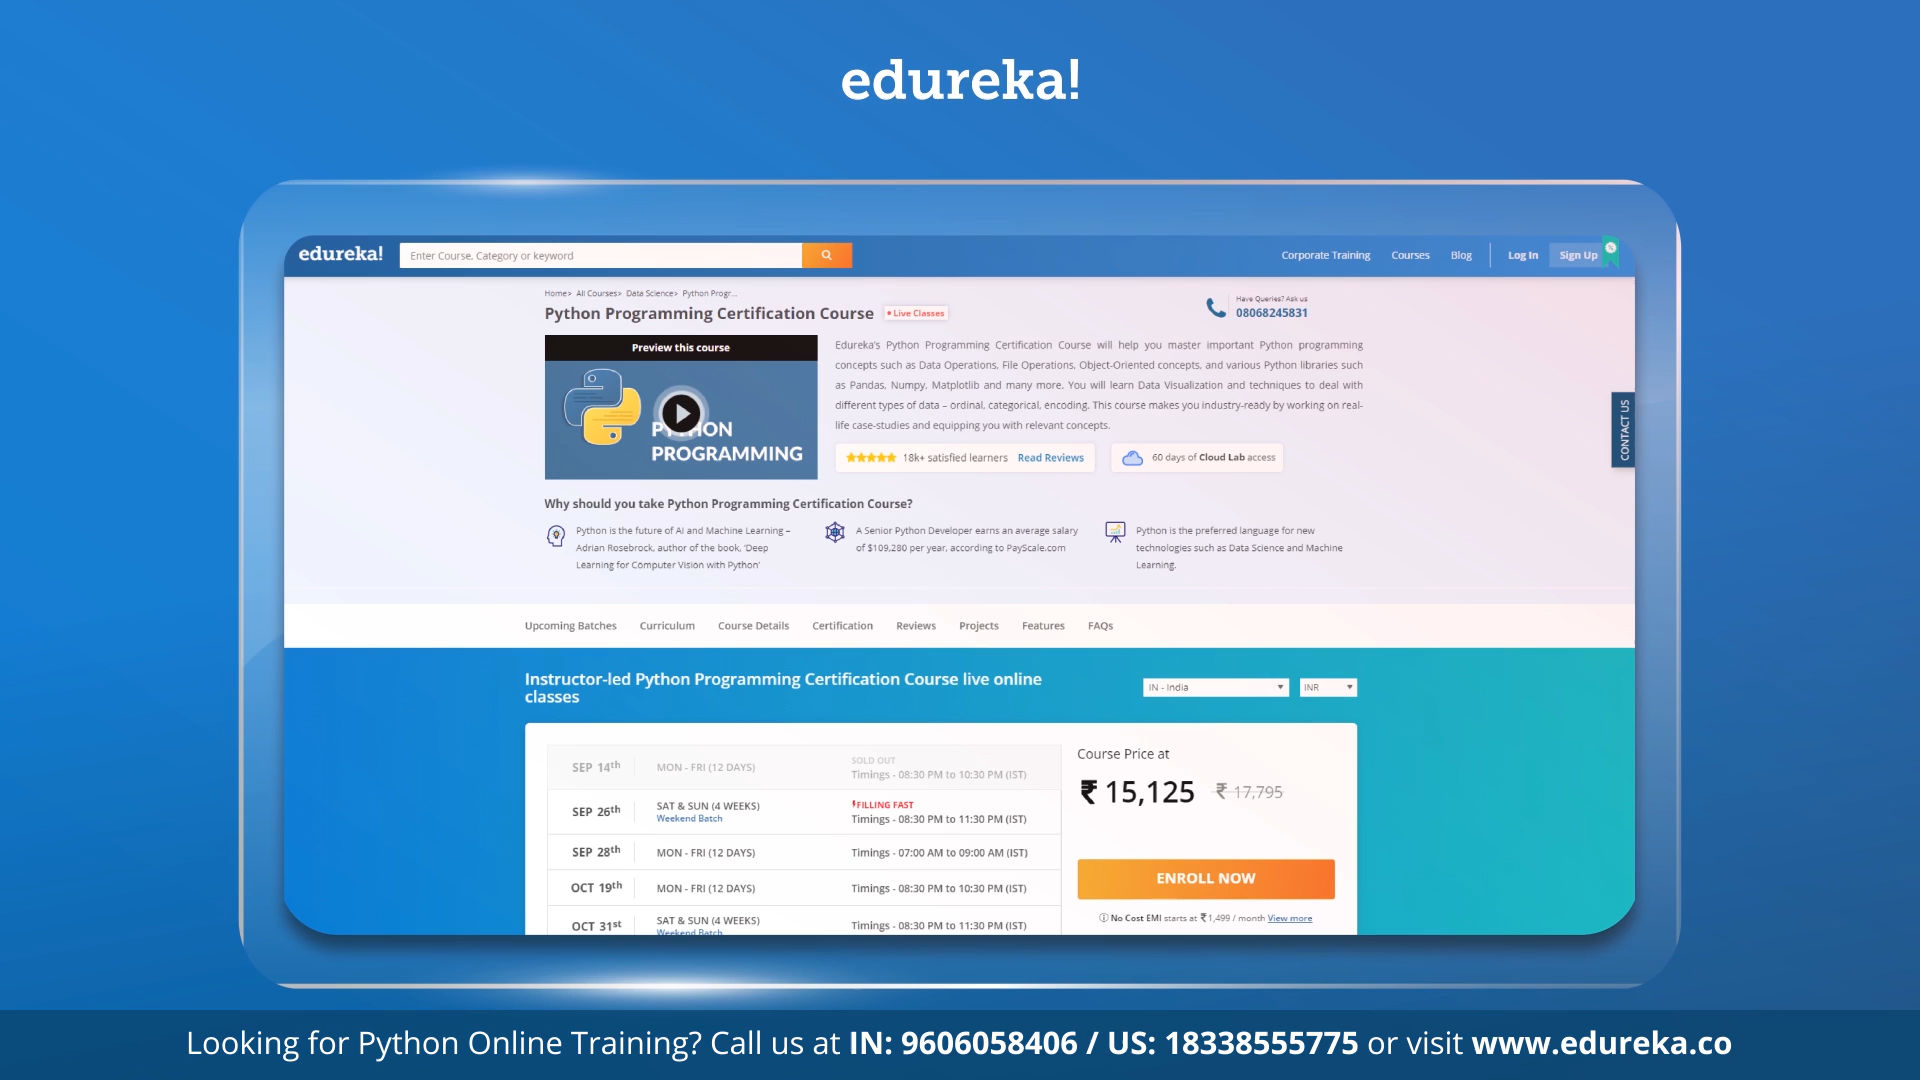 edureka!
edureka!
Enter Course, Category or keyword
Corporate Training
Courses
Blog
Log In
Sign Up
Home> All Courses> Data Science> Python Progr...
Python Programming Certification Course
Live Classes
Have Queries? Ask us
08068245831
Preview this course
PYTHON
PROGRAMMING
Edureka's Python Programming Certification Course will help you master important Python programming
concepts such as Data Operations, File Operations, Object-Oriented concepts, and various Python libraries such
as Pandas, Numpy, Matplotlib and many more. You will learn Data Visualization and techniques to deal with
different types of data – ordinal, categorical, encoding. This course makes you industry-ready by working on real-
life case-studies and equipping you with relevant concepts.
18k+ satisfied learners Read Reviews
60 days of Cloud Lab access
CONTACT US
Why should you take Python Programming Certification Course?
Python is the future of AI and Machine Learning –
Adrian Rosebrock, author of the book, 'Deep
Learning for Computer Vision with Python'
A Senior Python Developer earns an average salary
of $109,280 per year, according to PayScale.com
Python is the preferred language for new
technologies such as Data Science and Machine
Learning.
Upcoming Batches
Curriculum
Course Details
Certification
Reviews
Projects
Features
FAQs
Instructor-led Python Programming Certification Course live online
classes
IN - India
INR
SEP 14th
MON - FRI (12 DAYS)
SOLD OUT
Timings - 08:30 PM to 10:30 PM (IST)
SEP 26th
SAT & SUN (4 WEEKS)
Weekend Batch
FILLING FAST
Timings - 08:30 PM to 11:30 PM (IST)
SEP 28th
MON - FRI (12 DAYS)
Timings - 07:00 AM to 09:00 AM (IST)
OCT 19th
MON - FRI (12 DAYS)
Timings - 08:30 PM to 10:30 PM (IST)
OCT 31st
SAT & SUN (4 WEEKS)
Weekend Batch
Timings - 08:30 PM to 11:30 PM (IST)
Course Price at
₹ 15,125
₹ 17,795
ENROLL NOW
No Cost EMI starts at ₹1,499 / month View more
Looking for Python Online Training? Call us at IN: 9606058406 / US: 18338555775 or visit www.edureka.co